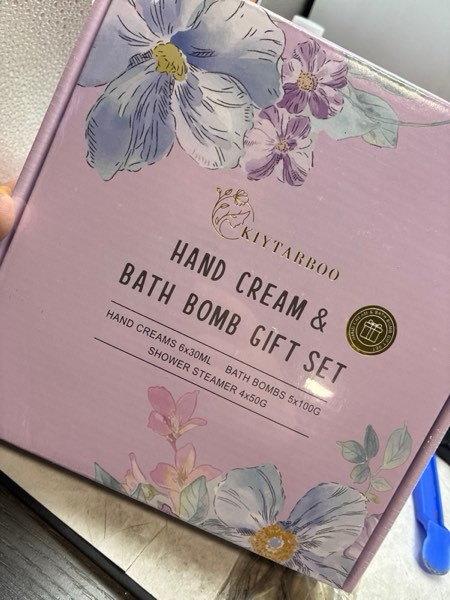 KIYTARBOO
HAND CREAM &
BATH BOMB GIFT SET
HAND CREAMS 6x30ML BATH BOMBS 5x100G
SHOWER STEAMER 4x50G